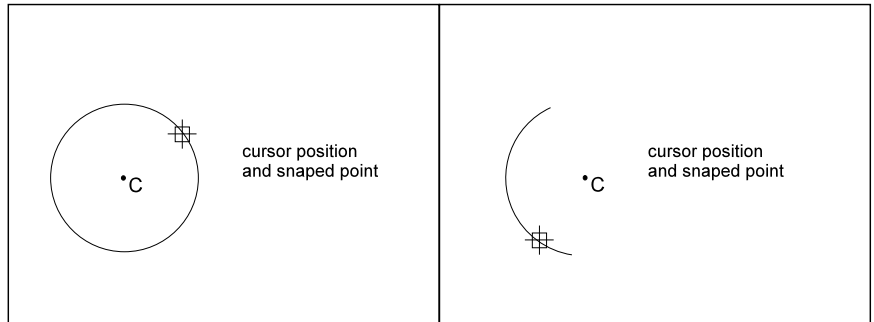 cursor position
and snaped point
C
cursor position
and snaped point
C